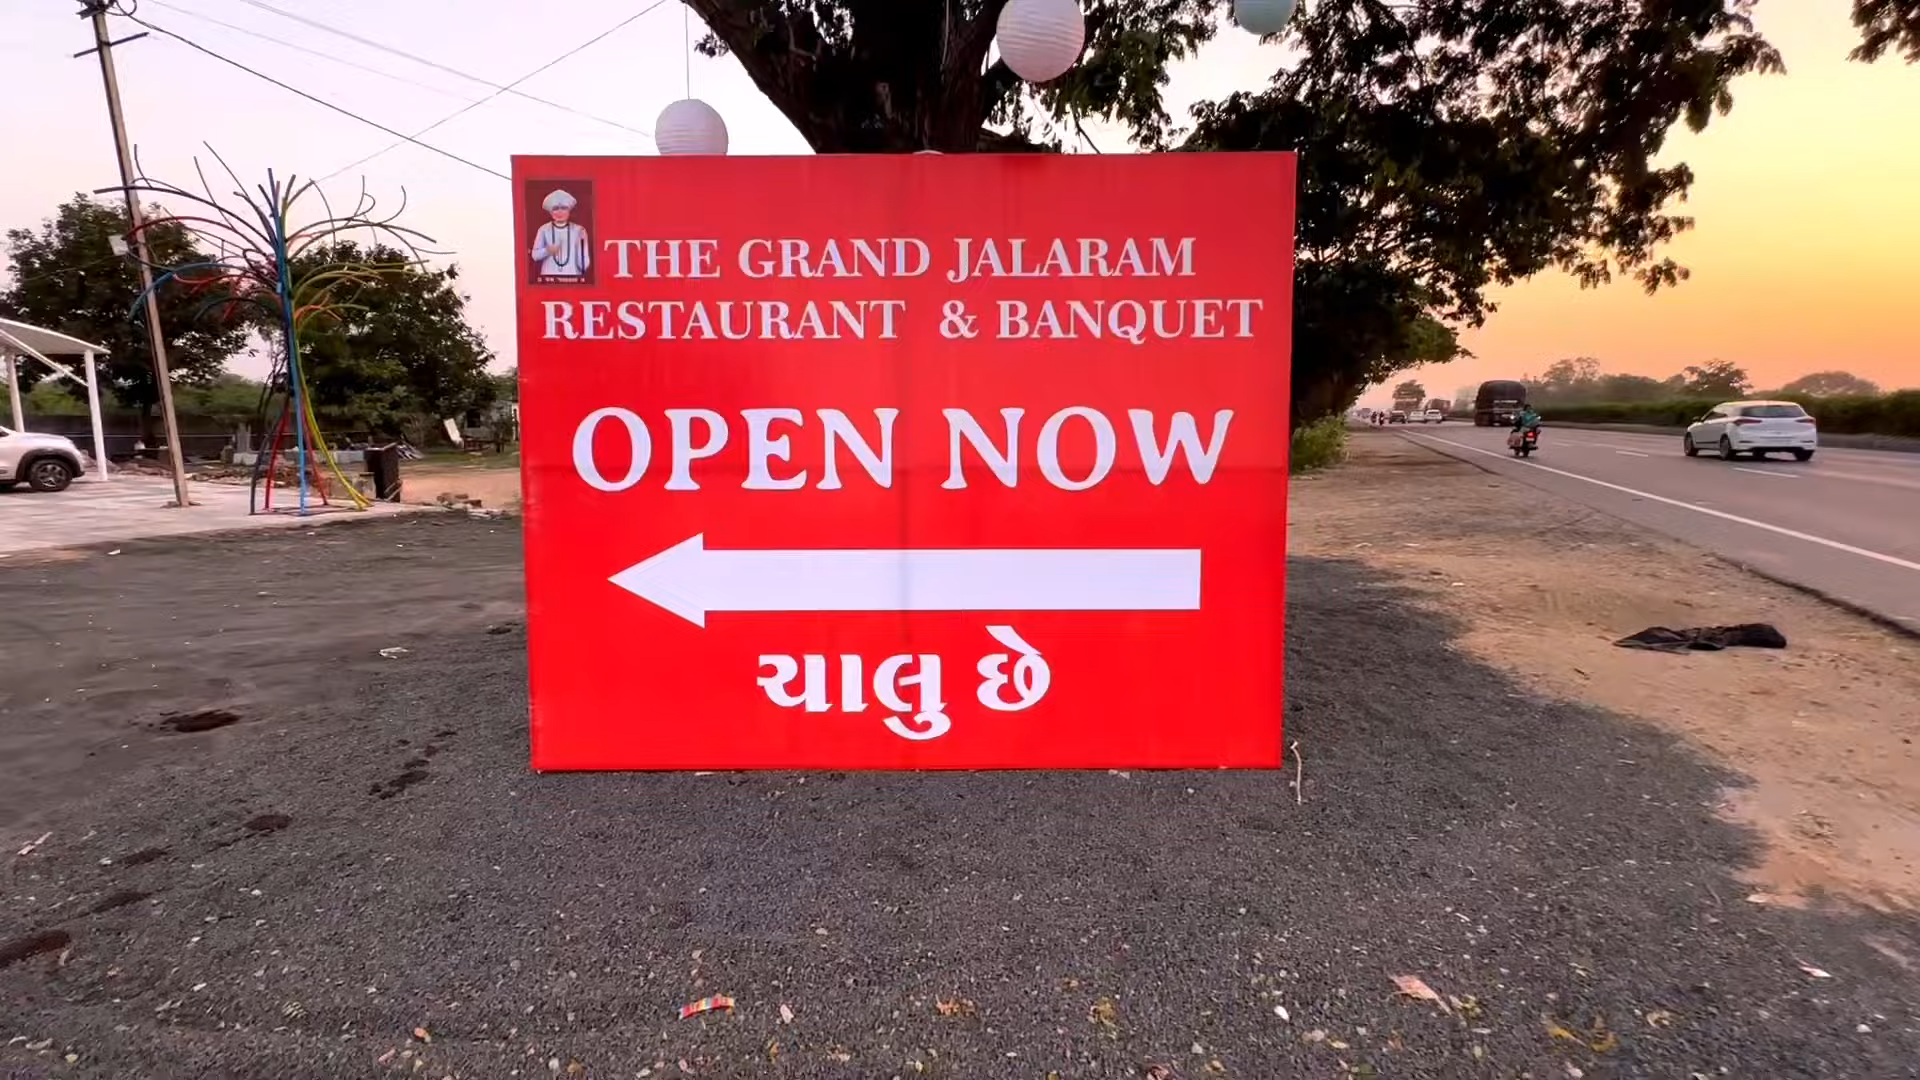 THE GRAND JALARAM
RESTAURANT & BANQUET
OPEN NOW
ચાલુ છે